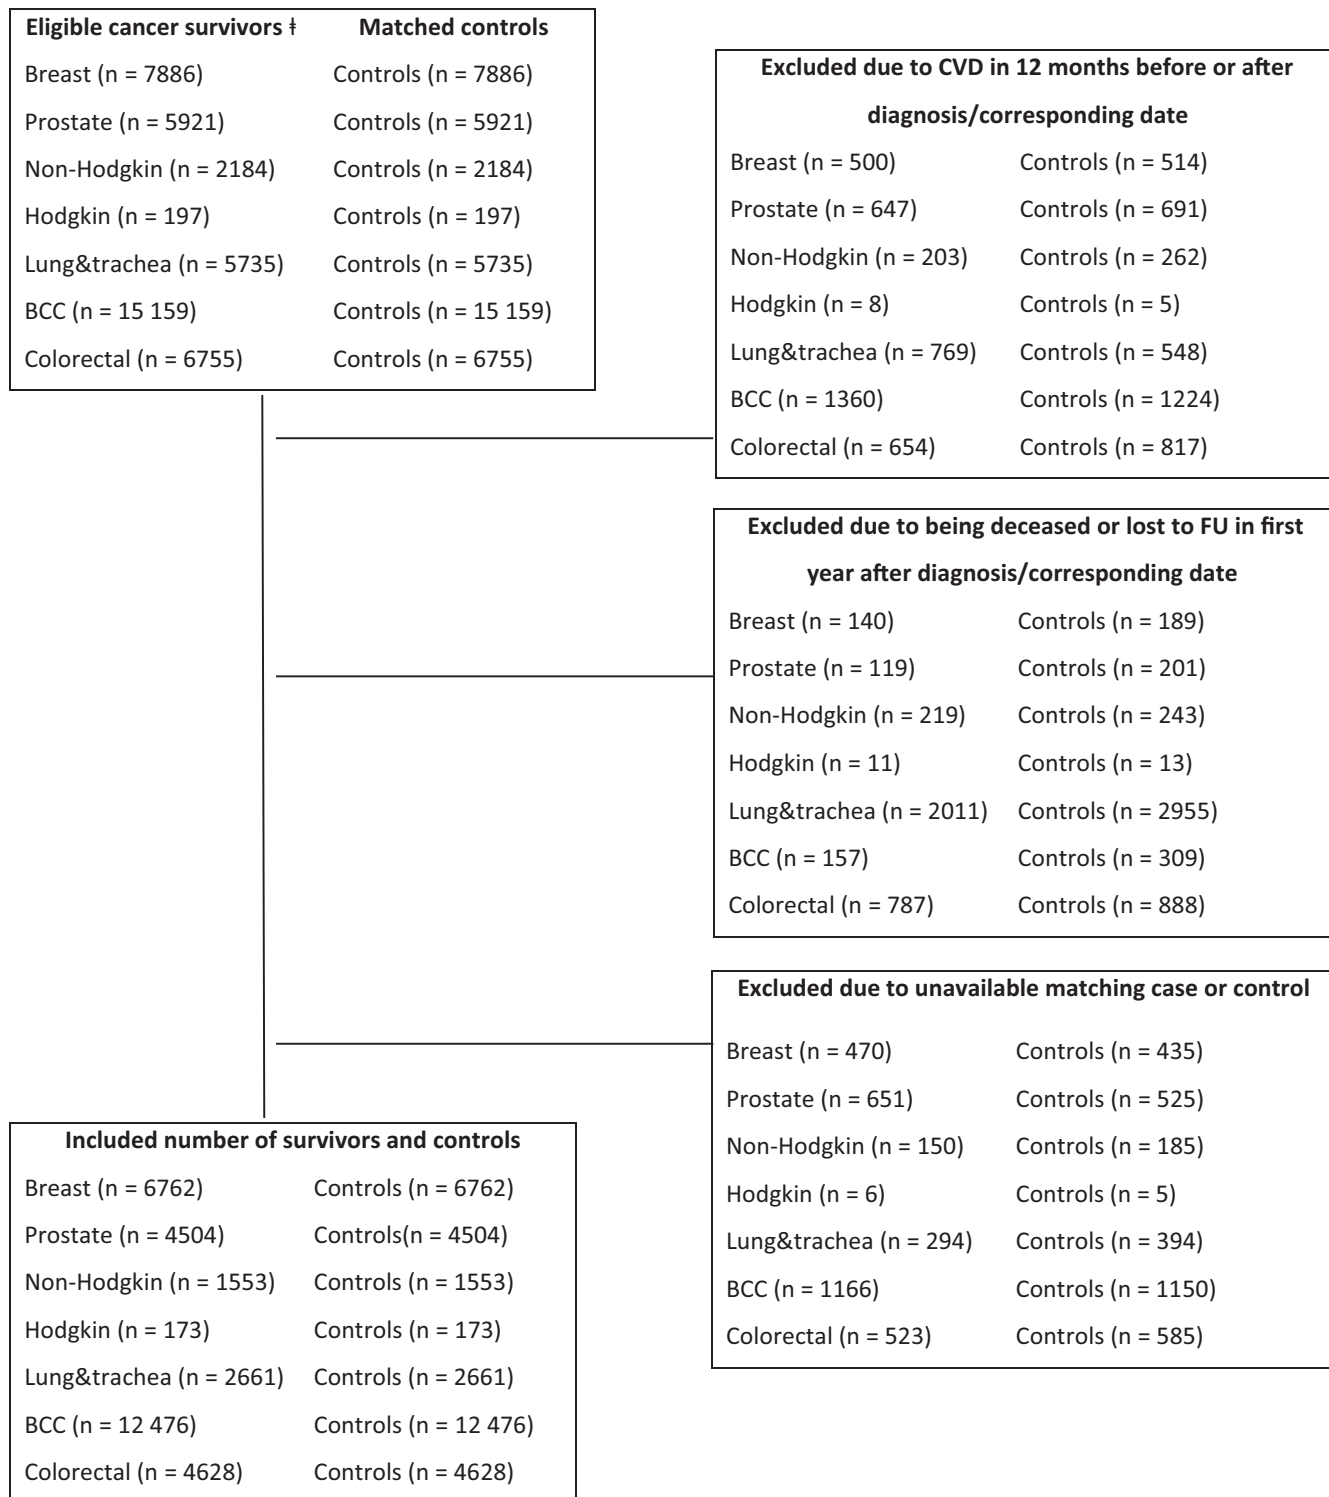 Eligible cancer survivors ǂ Matched controls
Breast (n = 7886) Controls (n = 7886)
Prostate (n = 5921) Controls (n = 5921)
Non-Hodgkin (n = 2184) Controls (n = 2184)
Hodgkin (n = 197) Controls (n = 197)
Lung&trachea (n = 5735) Controls (n = 5735)
BCC (n = 15 159) Controls (n = 15 159)
Colorectal (n = 6755) Controls (n = 6755)
Excluded due to CVD in 12 months before or after
diagnosis/corresponding date
Breast (n = 500) Controls (n = 514)
Prostate (n = 647) Controls (n = 691)
Non-Hodgkin (n = 203) Controls (n = 262)
Hodgkin (n = 8) Controls (n = 5)
Lung&trachea (n = 769) Controls (n = 548)
BCC (n = 1360) Controls (n = 1224)
Colorectal (n = 654) Controls (n = 817)
Excluded due to being deceased or lost to FU in first
year after diagnosis/corresponding date
Breast (n = 140) Controls (n = 189)
Prostate (n = 119) Controls (n = 201)
Non-Hodgkin (n = 219) Controls (n = 243)
Hodgkin (n = 11) Controls (n = 13)
Lung&trachea (n = 2011) Controls (n = 2955)
BCC (n = 157) Controls (n = 309)
Colorectal (n = 787) Controls (n = 888)
Excluded due to unavailable matching case or control
Breast (n = 470) Controls (n = 435)
Prostate (n = 651) Controls (n = 525)
Non-Hodgkin (n = 150) Controls (n = 185)
Hodgkin (n = 6) Controls (n = 5)
Lung&trachea (n = 294) Controls (n = 394)
BCC (n = 1166) Controls (n = 1150)
Colorectal (n = 523) Controls (n = 585)
Included number of survivors and controls
Breast (n = 6762) Controls (n = 6762)
Prostate (n = 4504) Controls(n = 4504)
Non-Hodgkin (n = 1553) Controls (n = 1553)
Hodgkin (n = 173) Controls (n = 173)
Lung&trachea (n = 2661) Controls (n = 2661)
BCC (n = 12 476) Controls (n = 12 476)
Colorectal (n = 4628) Controls (n = 4628)